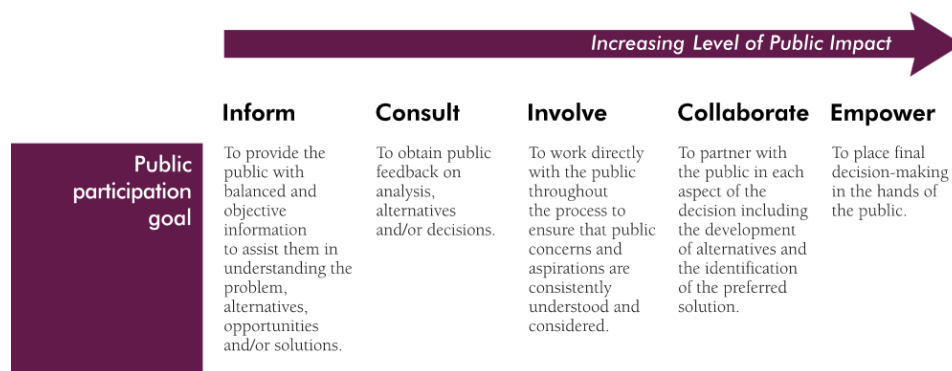 Increasing Level of Public Impact
Inform
Consult
Involve
Collaborate
Empower
Public
participation
goal
To provide the
public with
balanced and
objective
information
to assist them in
understanding the
problem,
alternatives,
opportunities
and/or solutions.
To obtain public
feedback on
analysis,
alternatives
and/or decisions.
To work directly
with the public
throughout
the process to
ensure that public
concerns and
aspirations are
consistently
understood and
considered.
To partner with
the public in each
aspect of the
decision including
the development
of alternatives and
the identification
of the preferred
solution.
To place final
decision-making
in the hands of
the public.